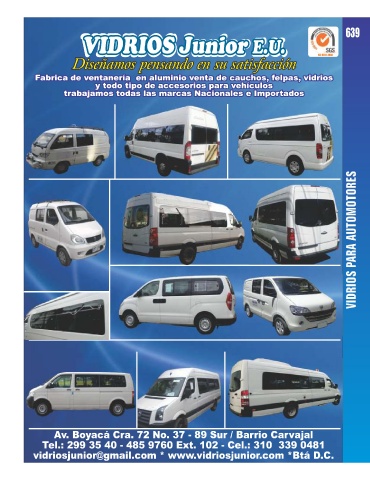 VIDRIOS Junior E.U,
Diseñamos pensando en su satisfacción
Fabrica de ventaneria en aluminio venta de cauchos, felpas, vidrios
y todo tipo de accesorios para vehículos
trabajamos todas las marcas Nacionales e Importados
SGS
639
VIDRIOS PARA AUTOMOTORES
Av. Boyacá Cra. 72 No. 37 - 89 Sur / Barrio Carvajal
Tel.: 299 35 40 - 485 9760 Ext. 102 - Cel.: 310 339 0481
vidriosjunior@gmail.com * www.vidriosjunior.com *Btá D.C.